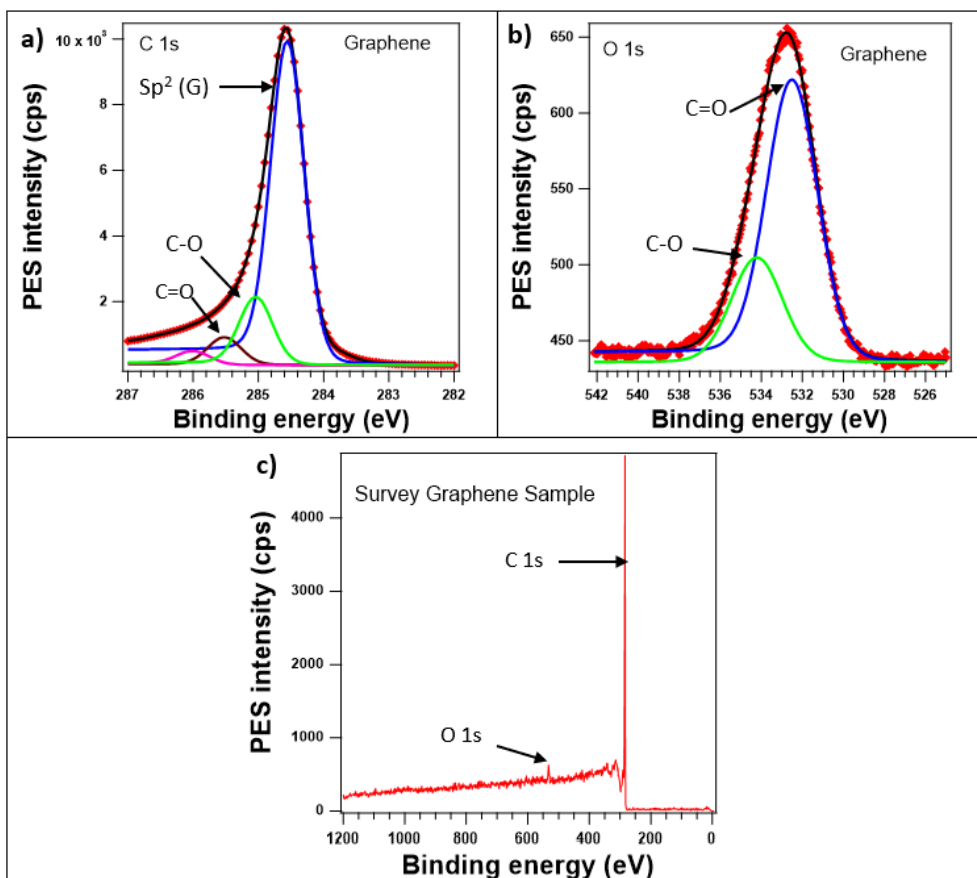 a)
C 1s
Graphene
Sp² (G)
C-O
C=O
PES intensity (cps)
10 x 10³
8
6
4
2
287 286 285 284 283 282
Binding energy (eV)
b)
O 1s
Graphene
C=O
C-O
PES intensity (cps)
650
600
550
500
450
542 540 538 536 534 532 530 528 526
Binding energy (eV)
c)
Survey Graphene Sample
C 1s
O 1s
PES intensity (cps)
4000
3000
2000
1000
0
1200 1000 800 600 400 200 0
Binding energy (eV)